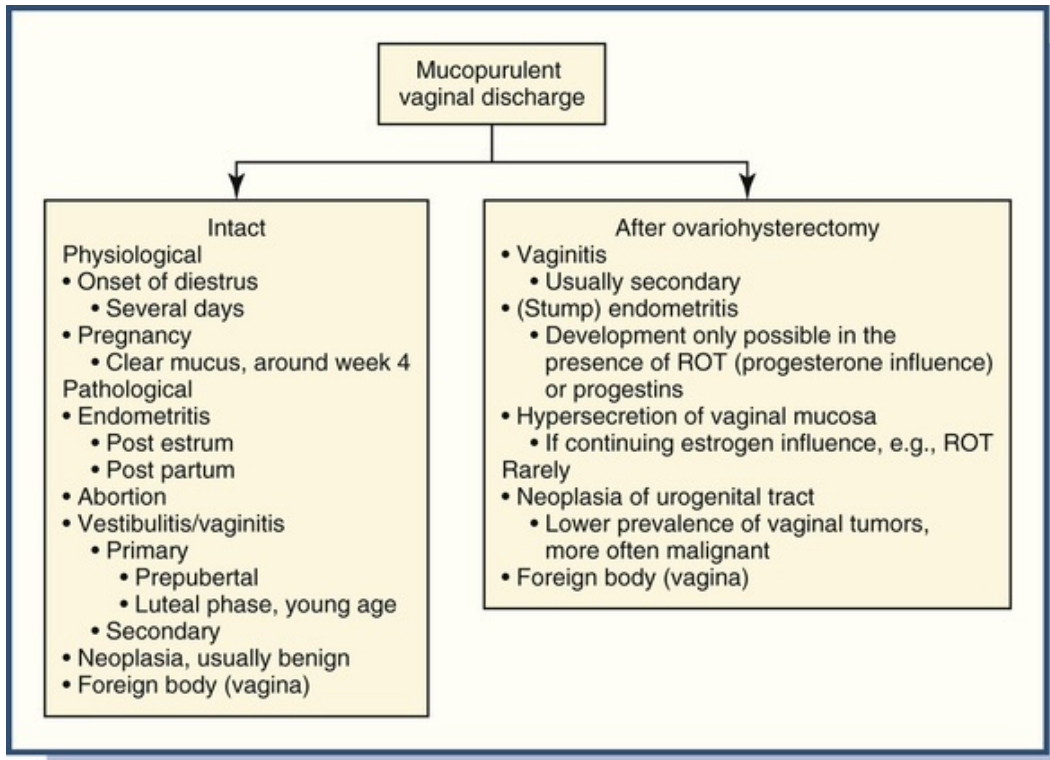 Mucopurulent
vaginal discharge
Intact
Physiological
• Onset of diestrus
• Several days
• Pregnancy
• Clear mucus, around week 4
Pathological
• Endometritis
• Post estrum
• Post partum
• Abortion
• Vestibulitis/vaginitis
• Primary
• Prepubertal
• Luteal phase, young age
• Secondary
• Neoplasia, usually benign
• Foreign body (vagina)
After ovariohysterectomy
• Vaginitis
• Usually secondary
• (Stump) endometritis
• Development only possible in the
presence of ROT (progesterone influence)
or progestins
• Hypersecretion of vaginal mucosa
• If continuing estrogen influence, e.g., ROT
Rarely
• Neoplasia of urogenital tract
• Lower prevalence of vaginal tumors,
more often malignant
• Foreign body (vagina)